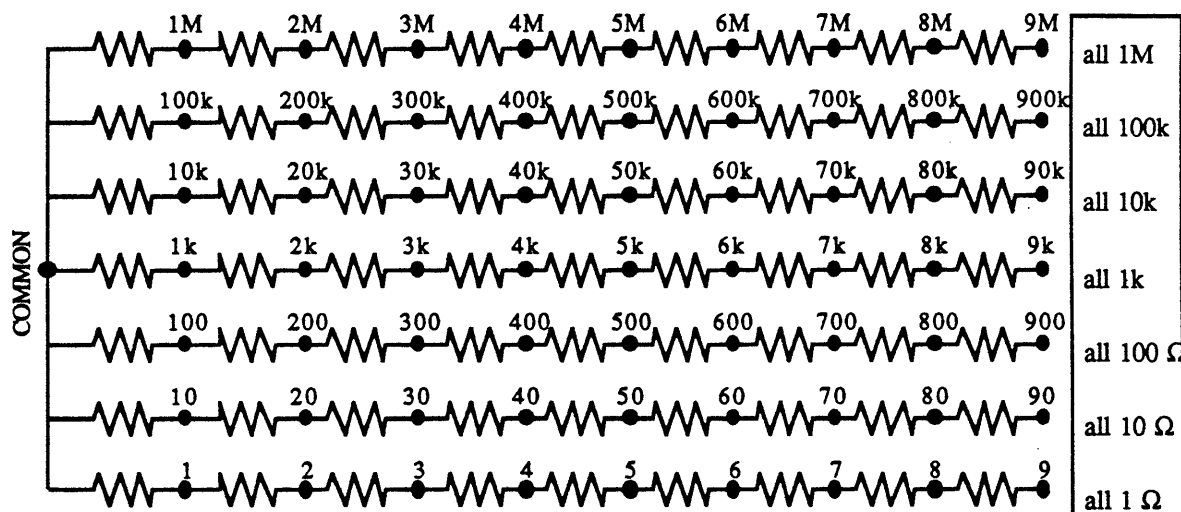 1M 2M 3M 4M 5M 6M 7M 8M 9M all 1M
100k 200k 300k 400k 500k 600k 700k 800k 900k all 100k
10k 20k 30k 40k 50k 60k 70k 80k 90k all 10k
COMMON
1k 2k 3k 4k 5k 6k 7k 8k 9k all 1k
100 200 300 400 500 600 700 800 900 all 100 Ω
10 20 30 40 50 60 70 80 90 all 10 Ω
1 2 3 4 5 6 7 8 9 all 1 Ω